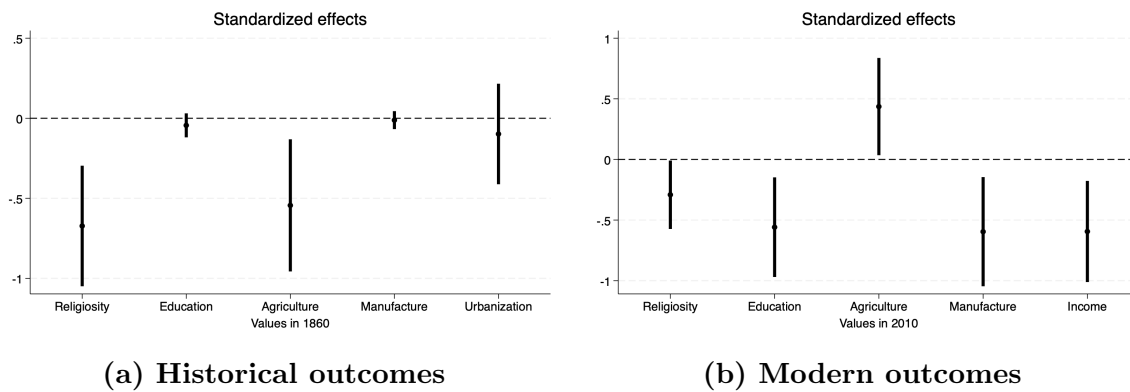 Standardized effects
.5
0
-.5
-1
Religiosity Education Agriculture Manufacture Urbanization
Values in 1860
(a) Historical outcomes
Standardized effects
1
.5
0
-.5
-1
Religiosity Education Agriculture Manufacture Income
Values in 2010
(b) Modern outcomes